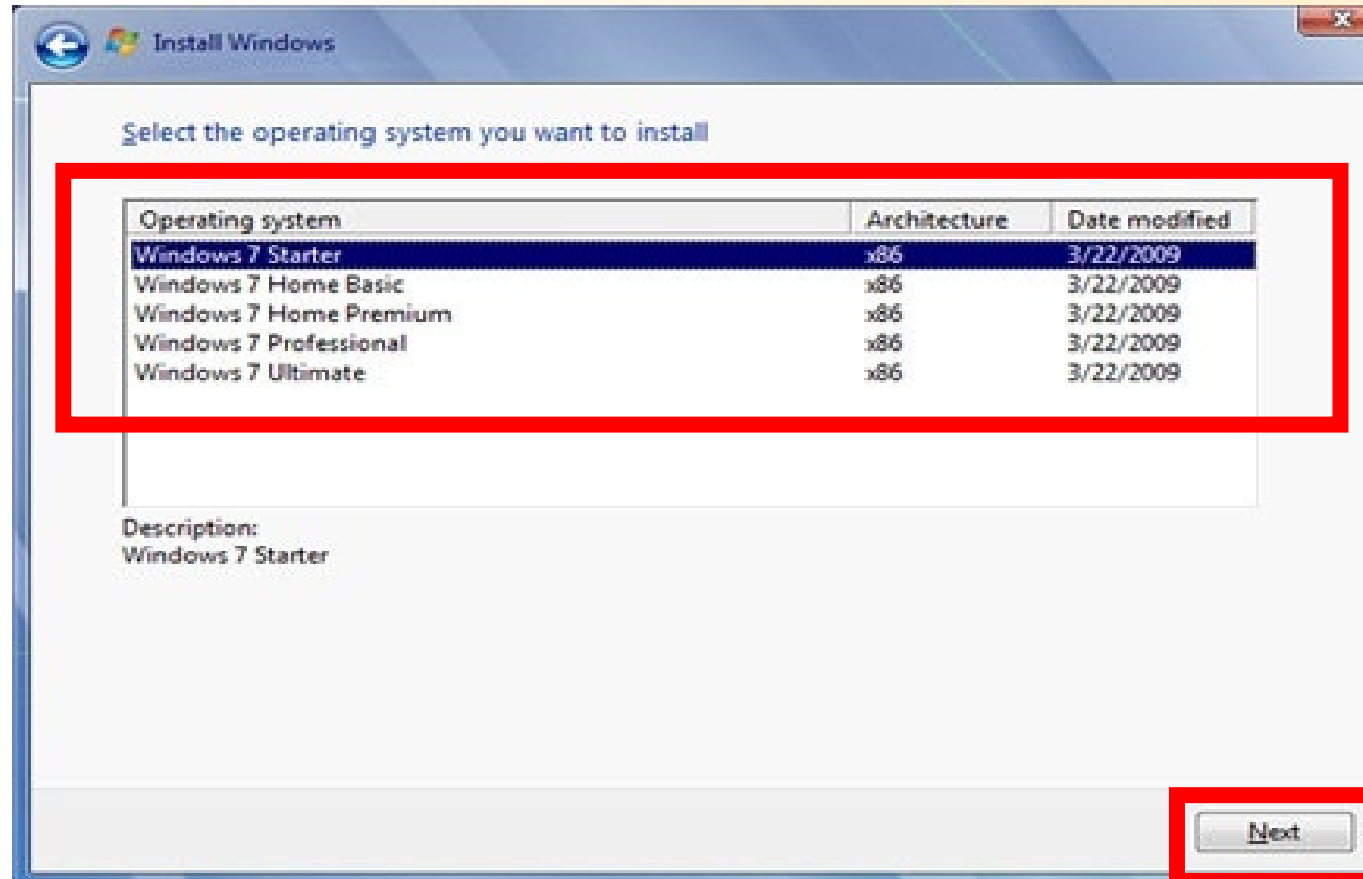 Install Windows
Select the operating system you want to install
Operating system Architecture Date modified
Windows 7 Starter x86 3/22/2009
Windows 7 Home Basic x86 3/22/2009
Windows 7 Home Premium x86 3/22/2009
Windows 7 Professional x86 3/22/2009
Windows 7 Ultimate x86 3/22/2009
Description:
Windows 7 Starter
Next